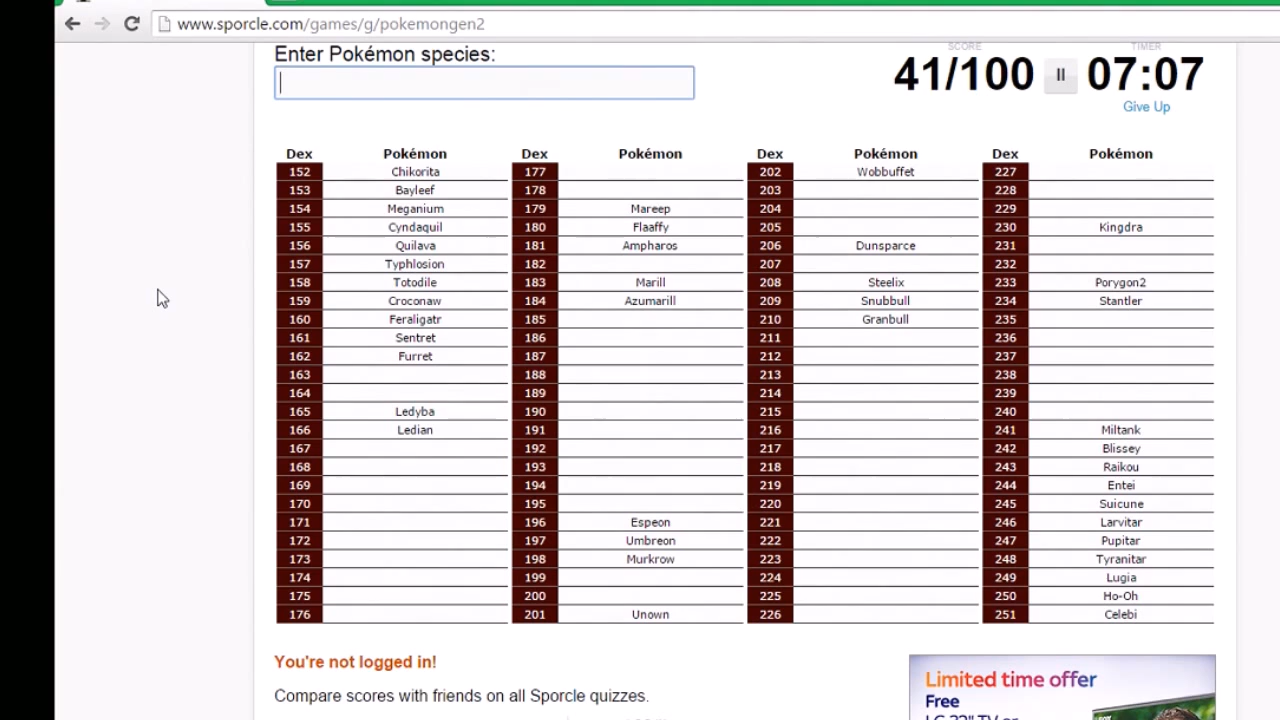 www.sporcle.com/games/g/pokemongen2
Enter Pokémon species:
SCORE TIMER
41/100 07:07
Give Up
Dex Pokémon Dex Pokémon Dex Pokémon Dex Pokémon
152 Chikorita 177 202 Wobbuffet 227
153 Bayleef 178 203 228
154 Meganium 179 Mareep 204 229
155 Cyndaquil 180 Flaaffy 205 230 Kingdra
156 Quilava 181 Ampharos 206 Dunsparce 231
157 Typhlosion 182 207 232
158 Totodile 183 Marill 208 Steelix 233 Porygon2
159 Croconaw 184 Azumarill 209 Snubbull 234 Stantler
160 Feraligatr 185 210 Granbull 235
161 Sentret 186 211 236
162 Furret 187 212 237
163 188 213 238
164 189 214 239
165 Ledyba 190 215 240
166 Ledian 191 216 241 Miltank
167 192 217 242 Blissey
168 193 218 243 Raikou
169 194 219 244 Entei
170 195 220 245 Suicune
171 196 Espeon 221 246 Larvitar
172 197 Umbreon 222 247 Pupitar
173 198 Murkrow 223 248 Tyranitar
174 199 224 249 Lugia
175 200 225 250 Ho-Oh
176 201 Unown 226 251 Celebi
You're not logged in!
Compare scores with friends on all Sporcle quizzes.
Limited time offer
Free
LG 32" TV or